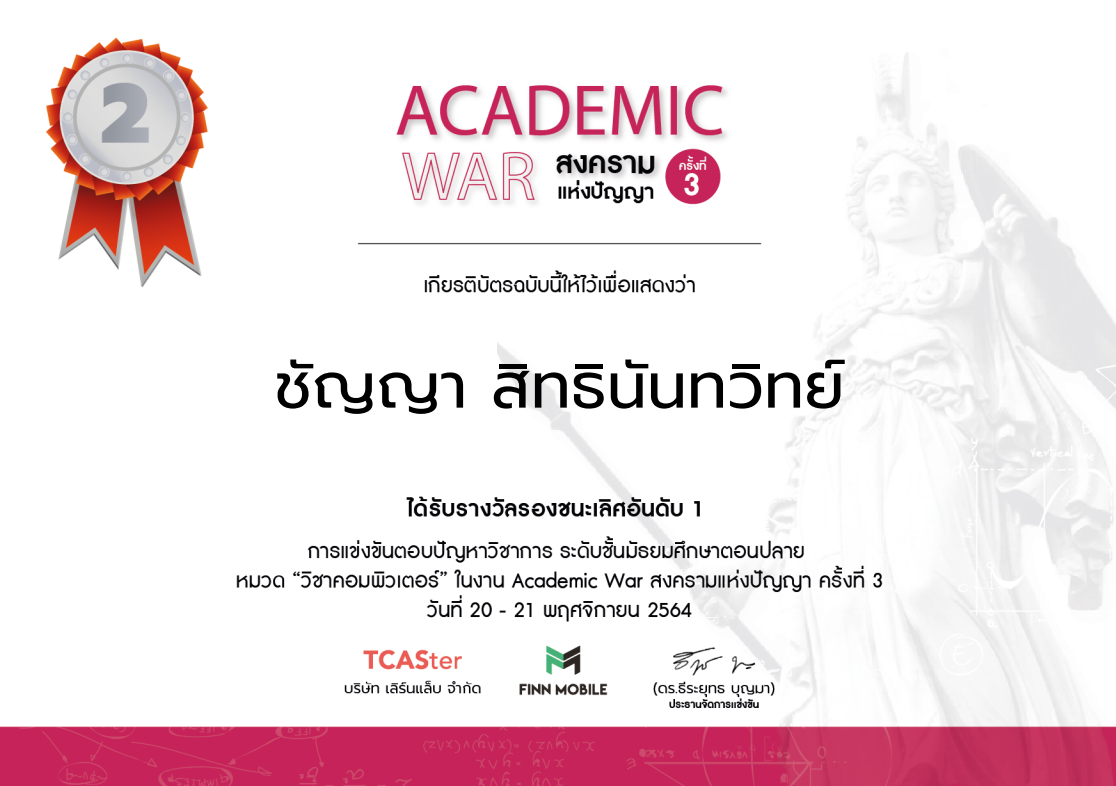 2
ACADEMIC
WAR สงคราม แห่งปัญญา ครั้งที่ 3
เกียรติบัตรฉบับนี้ให้ไว้เพื่อแสดงว่า
ชัญญา สิทธินันทวิทย์
ได้รับรางวัลรองชนะเลิศอันดับ 1
การแข่งขันตอบปัญหาวิชาการ ระดับชั้นมัธยมศึกษาตอนปลาย
หมวด “วิชาคอมพิวเตอร์” ในงาน Academic War สงครามแห่งปัญญา ครั้งที่ 3
วันที่ 20 - 21 พฤศจิกายน 2564
TCASter
บริษัท เลิร์นแล็บ จำกัด
FINN MOBILE
(ดร.ธีระยุทธ บุญมา)
ประธานจัดการแข่งขัน